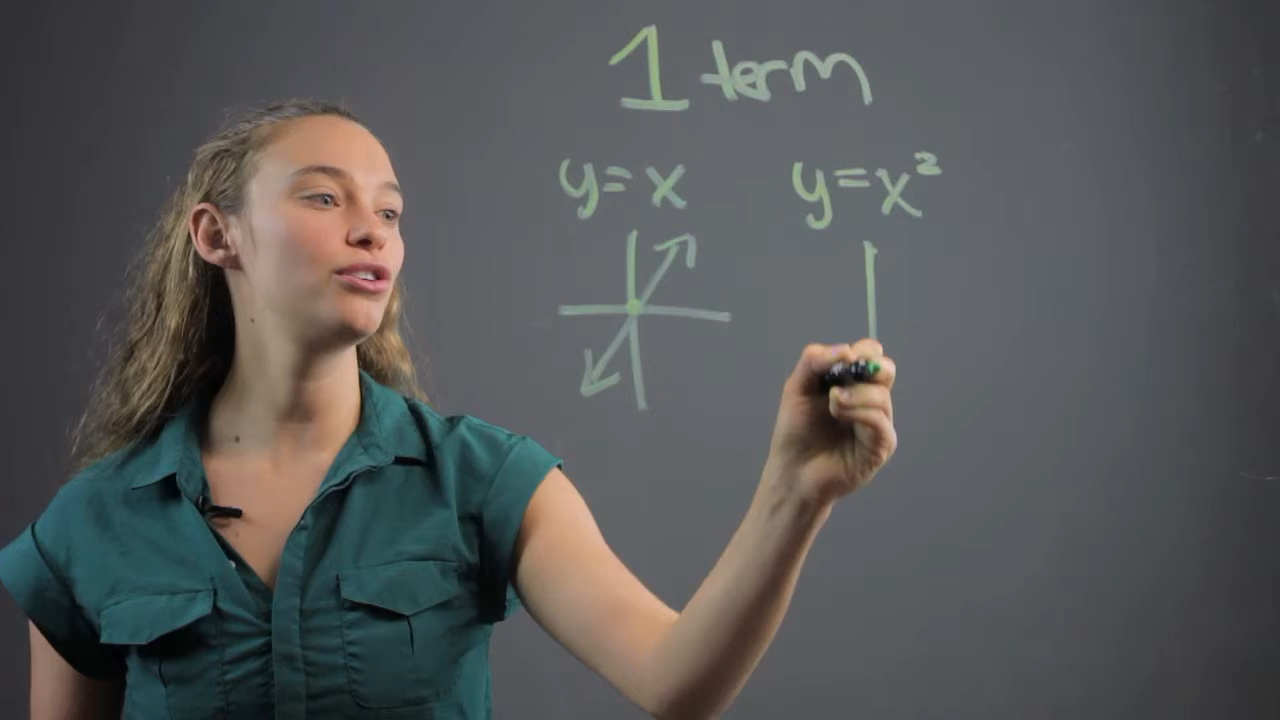 1 term
y=x y=x²